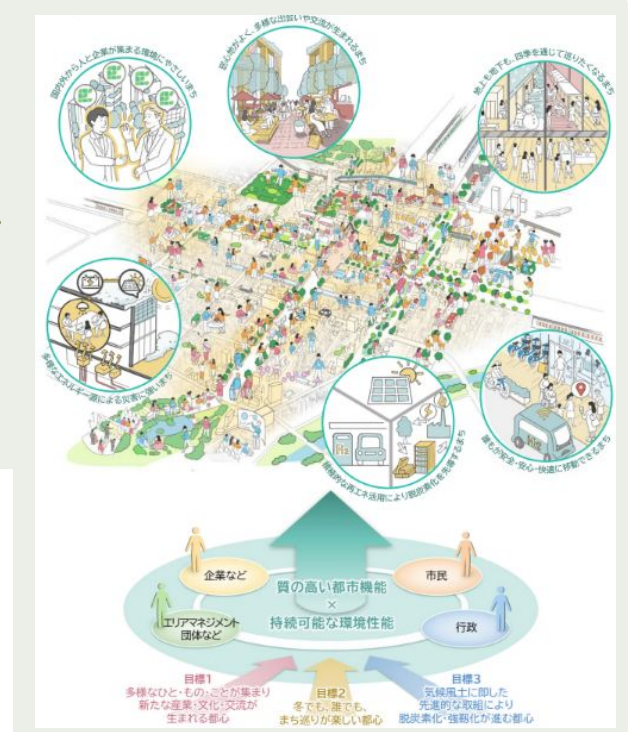 国内外から人と企業が集まる環境にやさしいまち
居心地がよく、多様な出会いや交流が生まれるまち
地上も地下も、四季を通じて巡りたくなるまち
多様なエネルギー源による災害に強いまち
H2
積極的な再エネ活用により脱炭素化を先導するまち
H2
誰もが安全・安心・快適に移動できるまち
企業など
市民
質の高い都市機能
×
持続可能な環境性能
エリアマネジメント
団体など
行政
目標1
多様なひと・もの・ことが集まり
新たな産業・文化・交流が
生まれる都心
目標2
冬でも、誰でも、
まち巡りが楽しい都心
目標3
気候風土に即した
先進的な取組により
脱炭素化・強靱化が進む都心